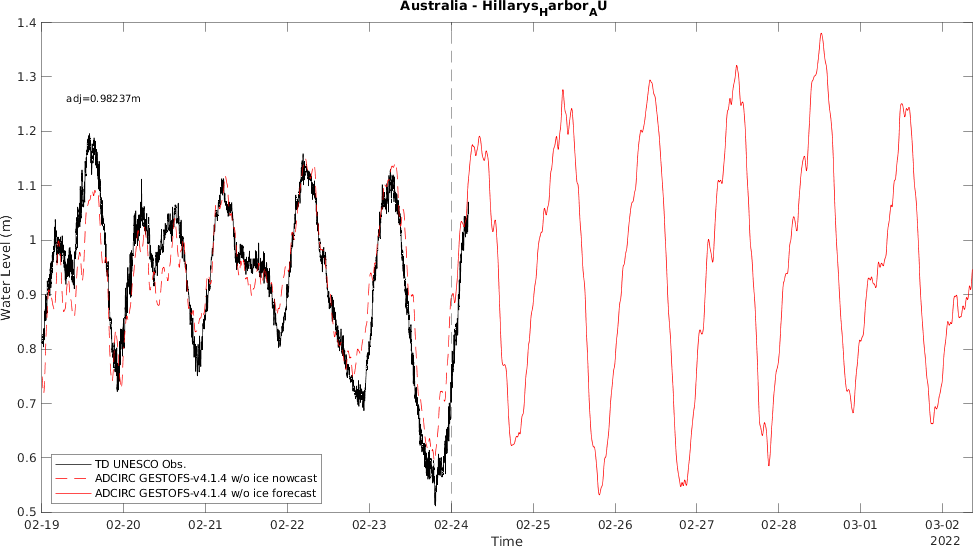 Australia - Hillarys_Harbor_AU
1.4
1.3
1.2
1.1
1
0.9
0.8
0.7
0.6
0.5
Water Level (m)
adj=0.98237m
TD UNESCO Obs.
ADCIRC GESTOFS-v4.1.4 w/o ice nowcast
ADCIRC GESTOFS-v4.1.4 w/o ice forecast
02-19 02-20 02-21 02-22 02-23 02-24 02-25 02-26 02-27 02-28 03-01 03-02
Time
2022